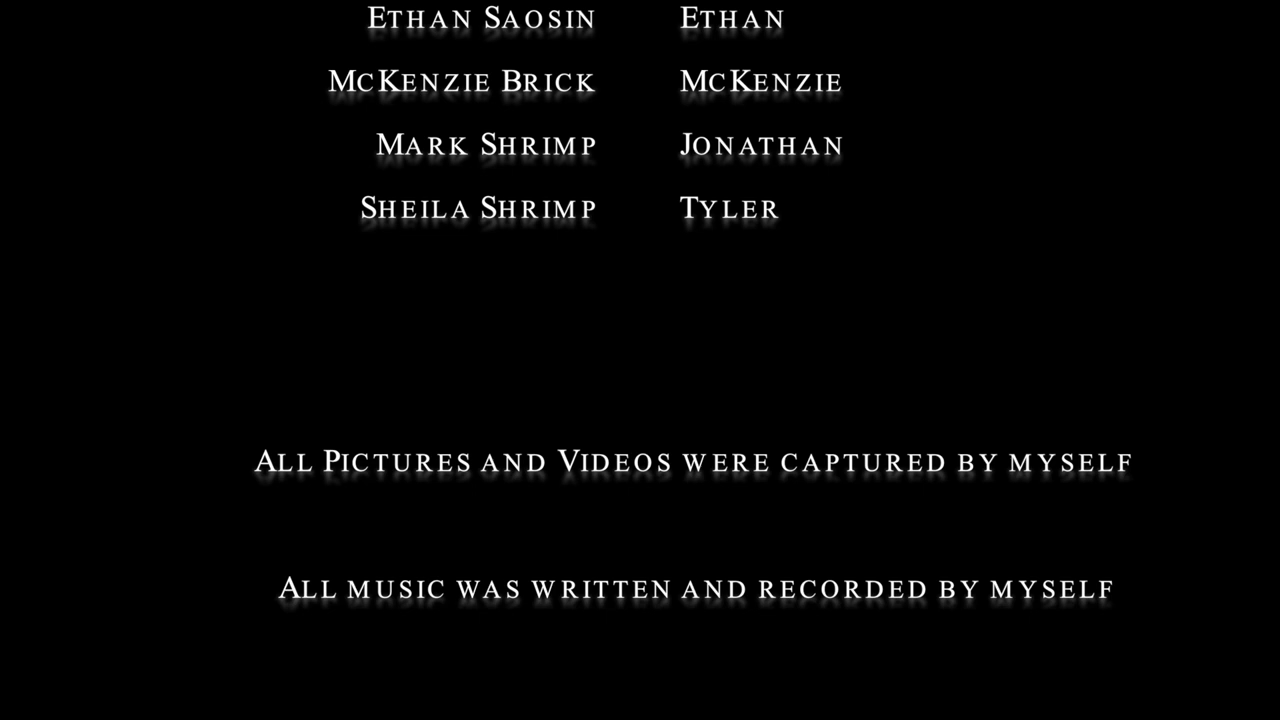 Ethan Saosin Ethan
McKenzie Brick McKenzie
Mark Shrimp Jonathan
Sheila Shrimp Tyler
All Pictures and Videos were captured by myself
All music was written and recorded by myself